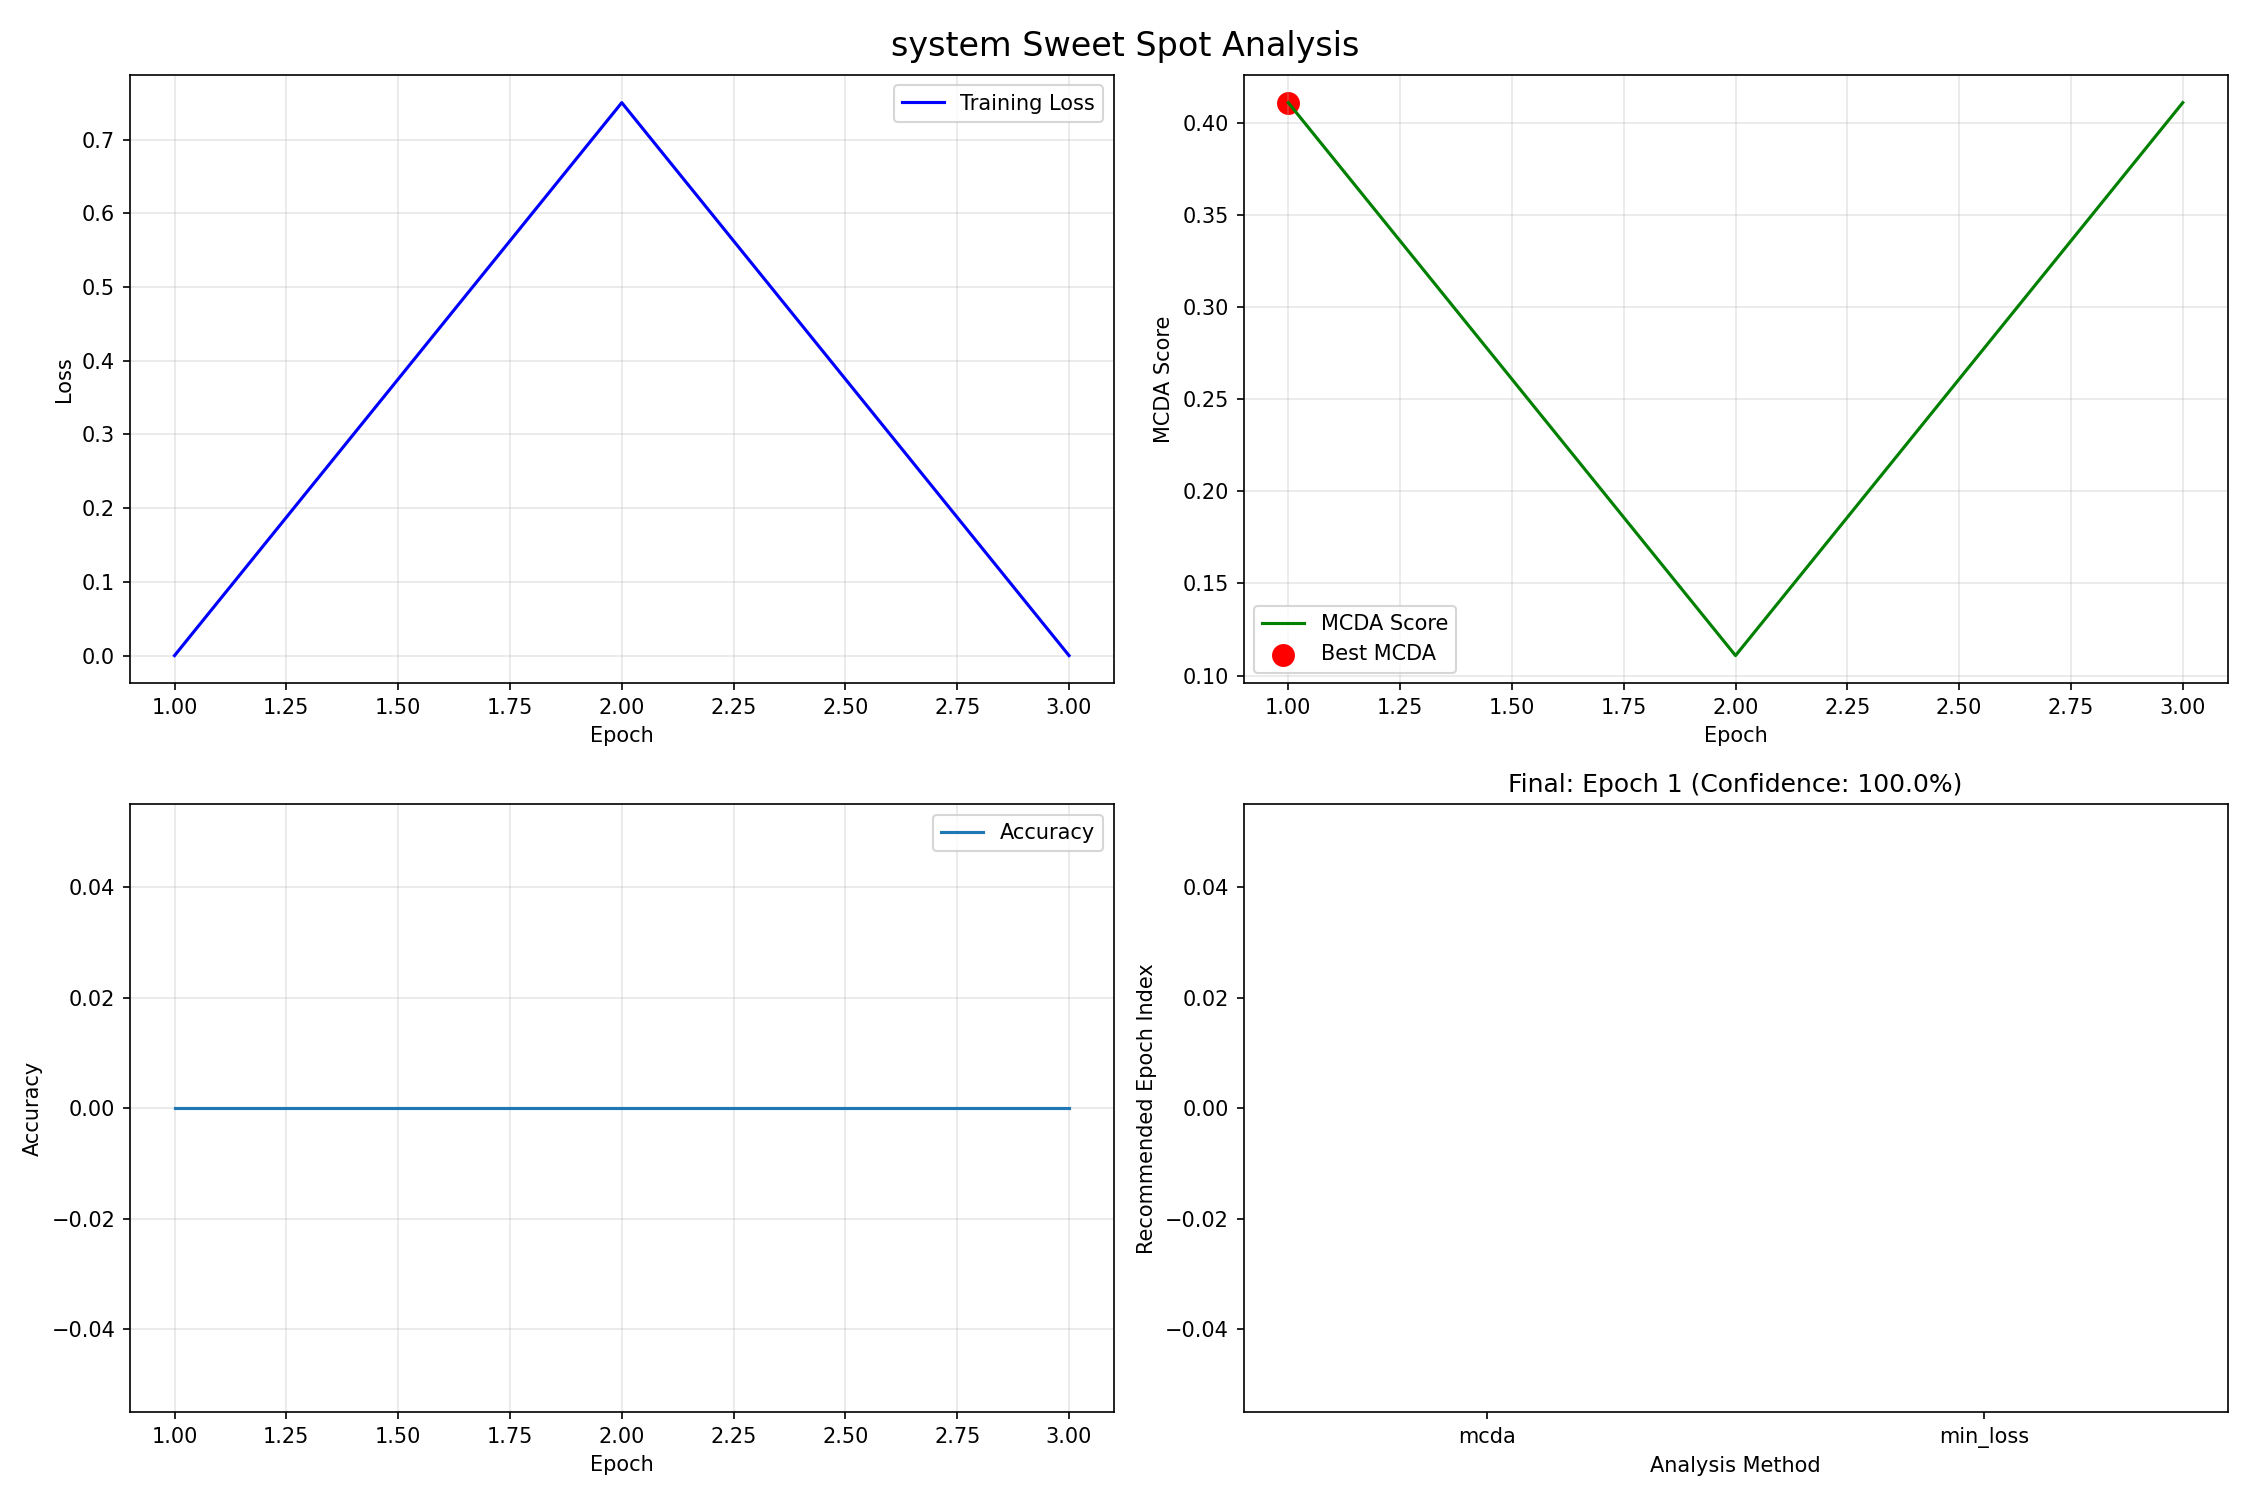 system Sweet Spot Analysis
Training Loss
0.7
0.6
0.5
0.4
0.3
0.2
0.1
0.0
Loss
1.00 1.25 1.50 1.75 2.00 2.25 2.50 2.75 3.00
Epoch
0.40
0.35
0.30
0.25
0.20
0.15
0.10
MCDA Score
MCDA Score
Best MCDA
1.00 1.25 1.50 1.75 2.00 2.25 2.50 2.75 3.00
Epoch
Accuracy
0.04
0.02
0.00
−0.02
−0.04
Accuracy
1.00 1.25 1.50 1.75 2.00 2.25 2.50 2.75 3.00
Epoch
Final: Epoch 1 (Confidence: 100.0%)
0.04
0.02
0.00
−0.02
−0.04
Recommended Epoch Index
mcda min_loss
Analysis Method